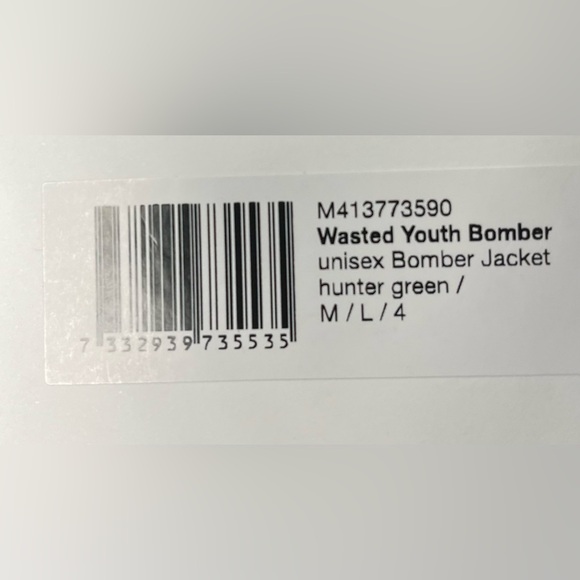 M413773590
Wasted Youth Bomber
unisex Bomber Jacket
hunter green /
M / L / 4
7 332939 735535